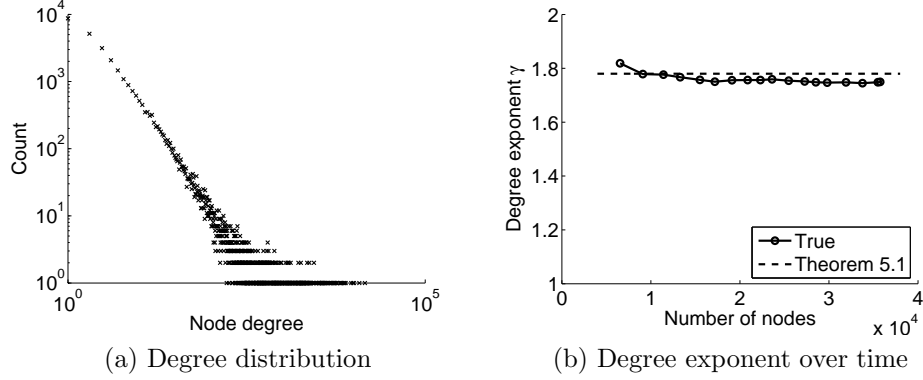 10^4
10^3
10^2
10^1
10^0
Count
10^0
10^5
Node degree
(a) Degree distribution
2
1.8
1.6
1.4
1.2
1
Degree exponent γ
True
Theorem 5.1
0
1
2
3
4
Number of nodes
x 10^4
(b) Degree exponent over time